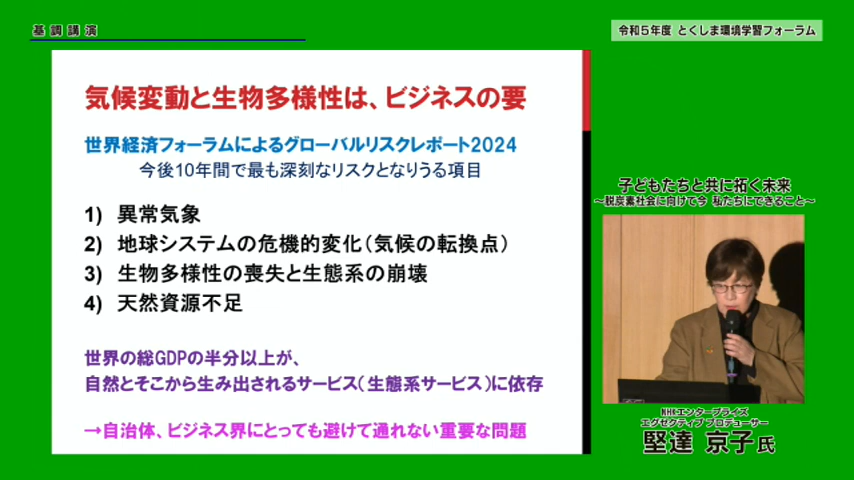 基調講演
令和5年度 とくしま環境学習フォーラム
気候変動と生物多様性は、ビジネスの要
世界経済フォーラムによるグローバルリスクレポート2024
今後10年間で最も深刻なリスクとなりうる項目
1) 異常気象
2) 地球システムの危機的変化(気候の転換点)
3) 生物多様性の喪失と生態系の崩壊
4) 天然資源不足
世界の総GDPの半分以上が、
自然とそこから生み出されるサービス(生態系サービス)に依存
→自治体、ビジネス界にとっても避けて通れない重要な問題
子どもたちと共に拓く未来
~脱炭素社会に向けて今 私たちにできること~
NHKエンタープライズ
エグゼクティブ プロデューサー
堅達 京子 氏